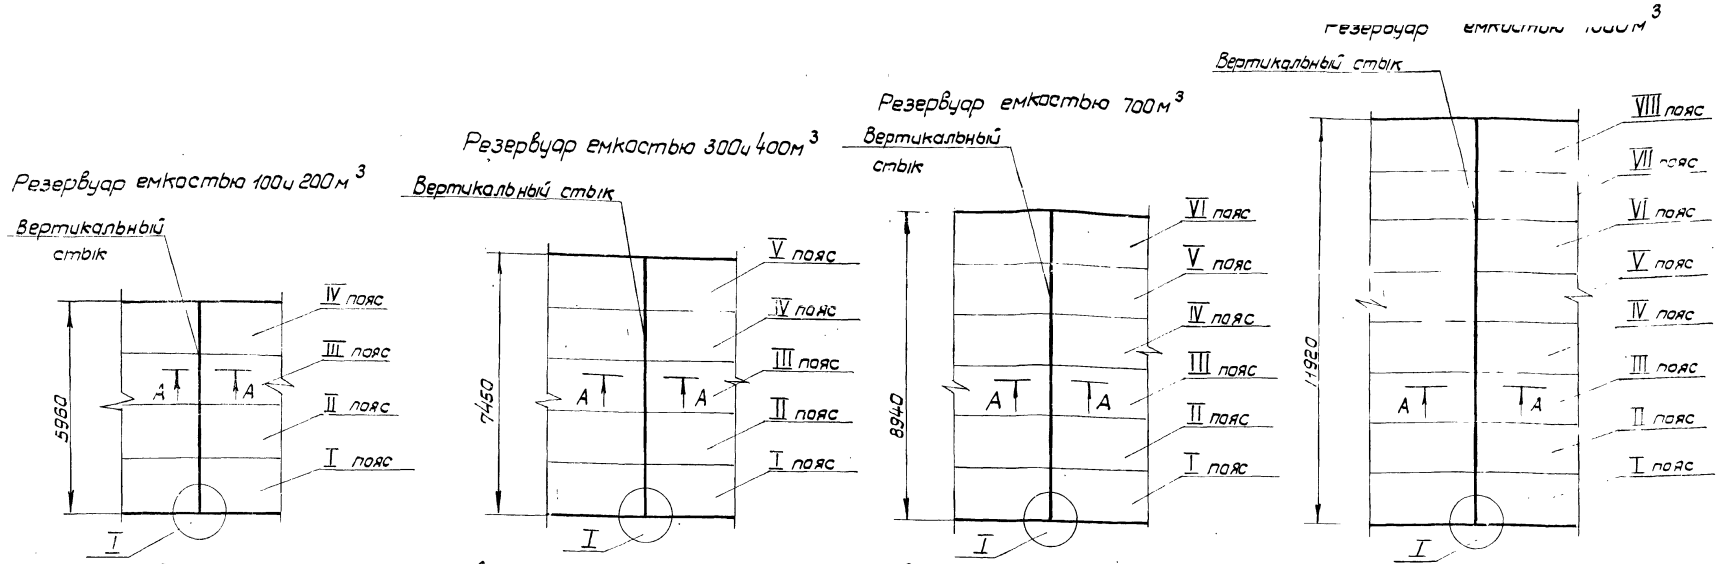 Резервуар емкостью 100 и 200 м³
Вертикальный
стык
IV пояс
III пояс
II пояс
I пояс
А
А
5960
I
Резервуар емкостью 300 и 400 м³
Вертикальный стык
V пояс
IV пояс
III пояс
II пояс
I пояс
А
А
7450
I
Резервуар емкостью 700 м³
Вертикальный
стык
VI пояс
V пояс
IV пояс
III пояс
II пояс
I пояс
А
А
8940
I
Резервуар емкостью 1000 м³
Вертикальный стык
VIII пояс
VII пояс
VI пояс
V пояс
IV пояс
III пояс
II пояс
I пояс
А
А
11920
I